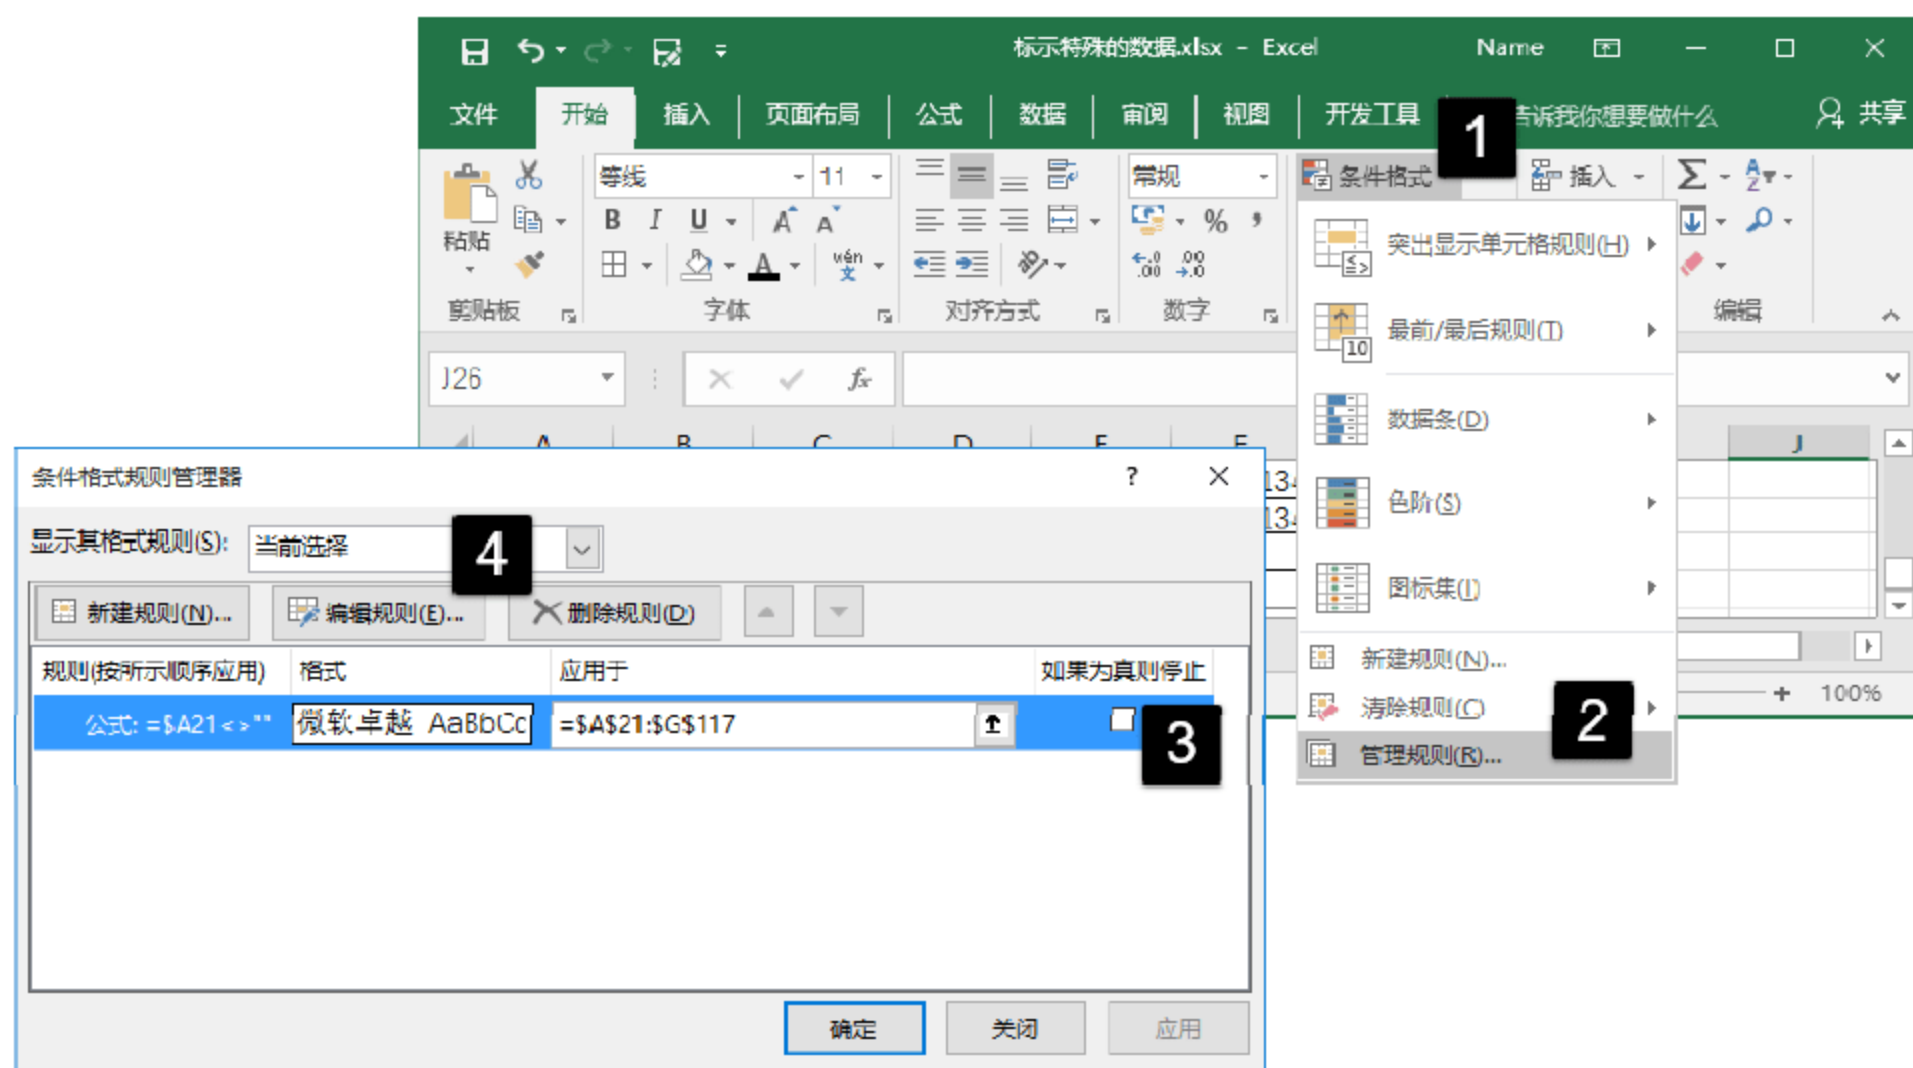 标示特殊的数据.xlsx - Excel
Name
文件 开始 插入 页面布局 公式 数据 审阅 视图 开发工具 告诉我你想要做什么 共享
1
等线 11 常规 条件格式 插入
粘贴 B I U A A % ,
wén 文 .00 .0
剪贴板 字体 对齐方式 数字 编辑
突出显示单元格规则(H)
最前/最后规则(T)
10
数据条(D)
色阶(S)
图标集(I)
新建规则(N)...
清除规则(C)
管理规则(R)...
2
J26 fx
A B C D E F J
100%
条件格式规则管理器 ? ×
显示其格式规则(S): 当前选择
4
新建规则(N)... 编辑规则(E)... 删除规则(D)
规则(按所示顺序应用) 格式 应用于 如果为真则停止
公式: =$A21<>"" 微软卓越 AaBbCc =$A$21:$G$117
3
确定 关闭 应用